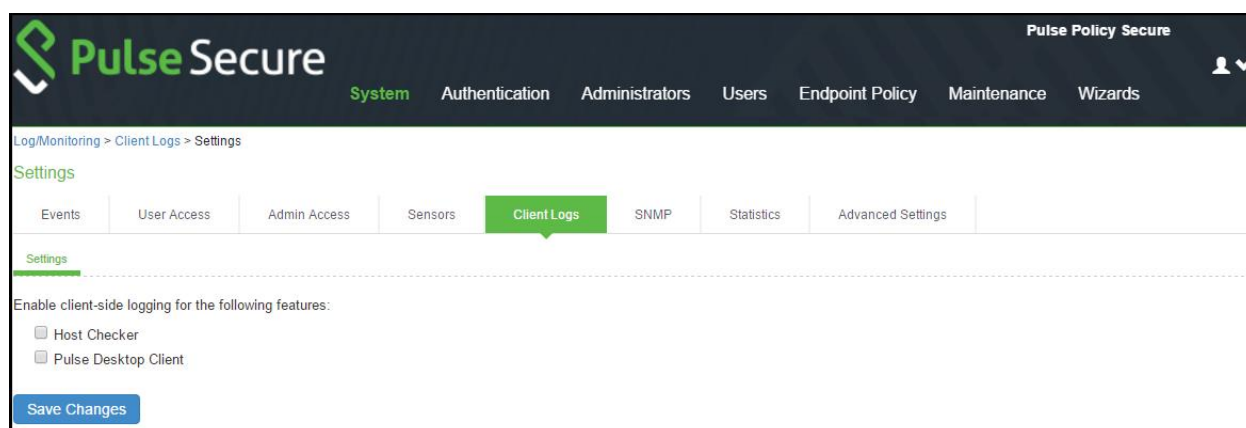 Pulse Secure
Pulse Policy Secure
System Authentication Administrators Users Endpoint Policy Maintenance Wizards
Log/Monitoring > Client Logs > Settings
Settings
Events User Access Admin Access Sensors Client Logs SNMP Statistics Advanced Settings
Settings
Enable client-side logging for the following features:
Host Checker
Pulse Desktop Client
Save Changes